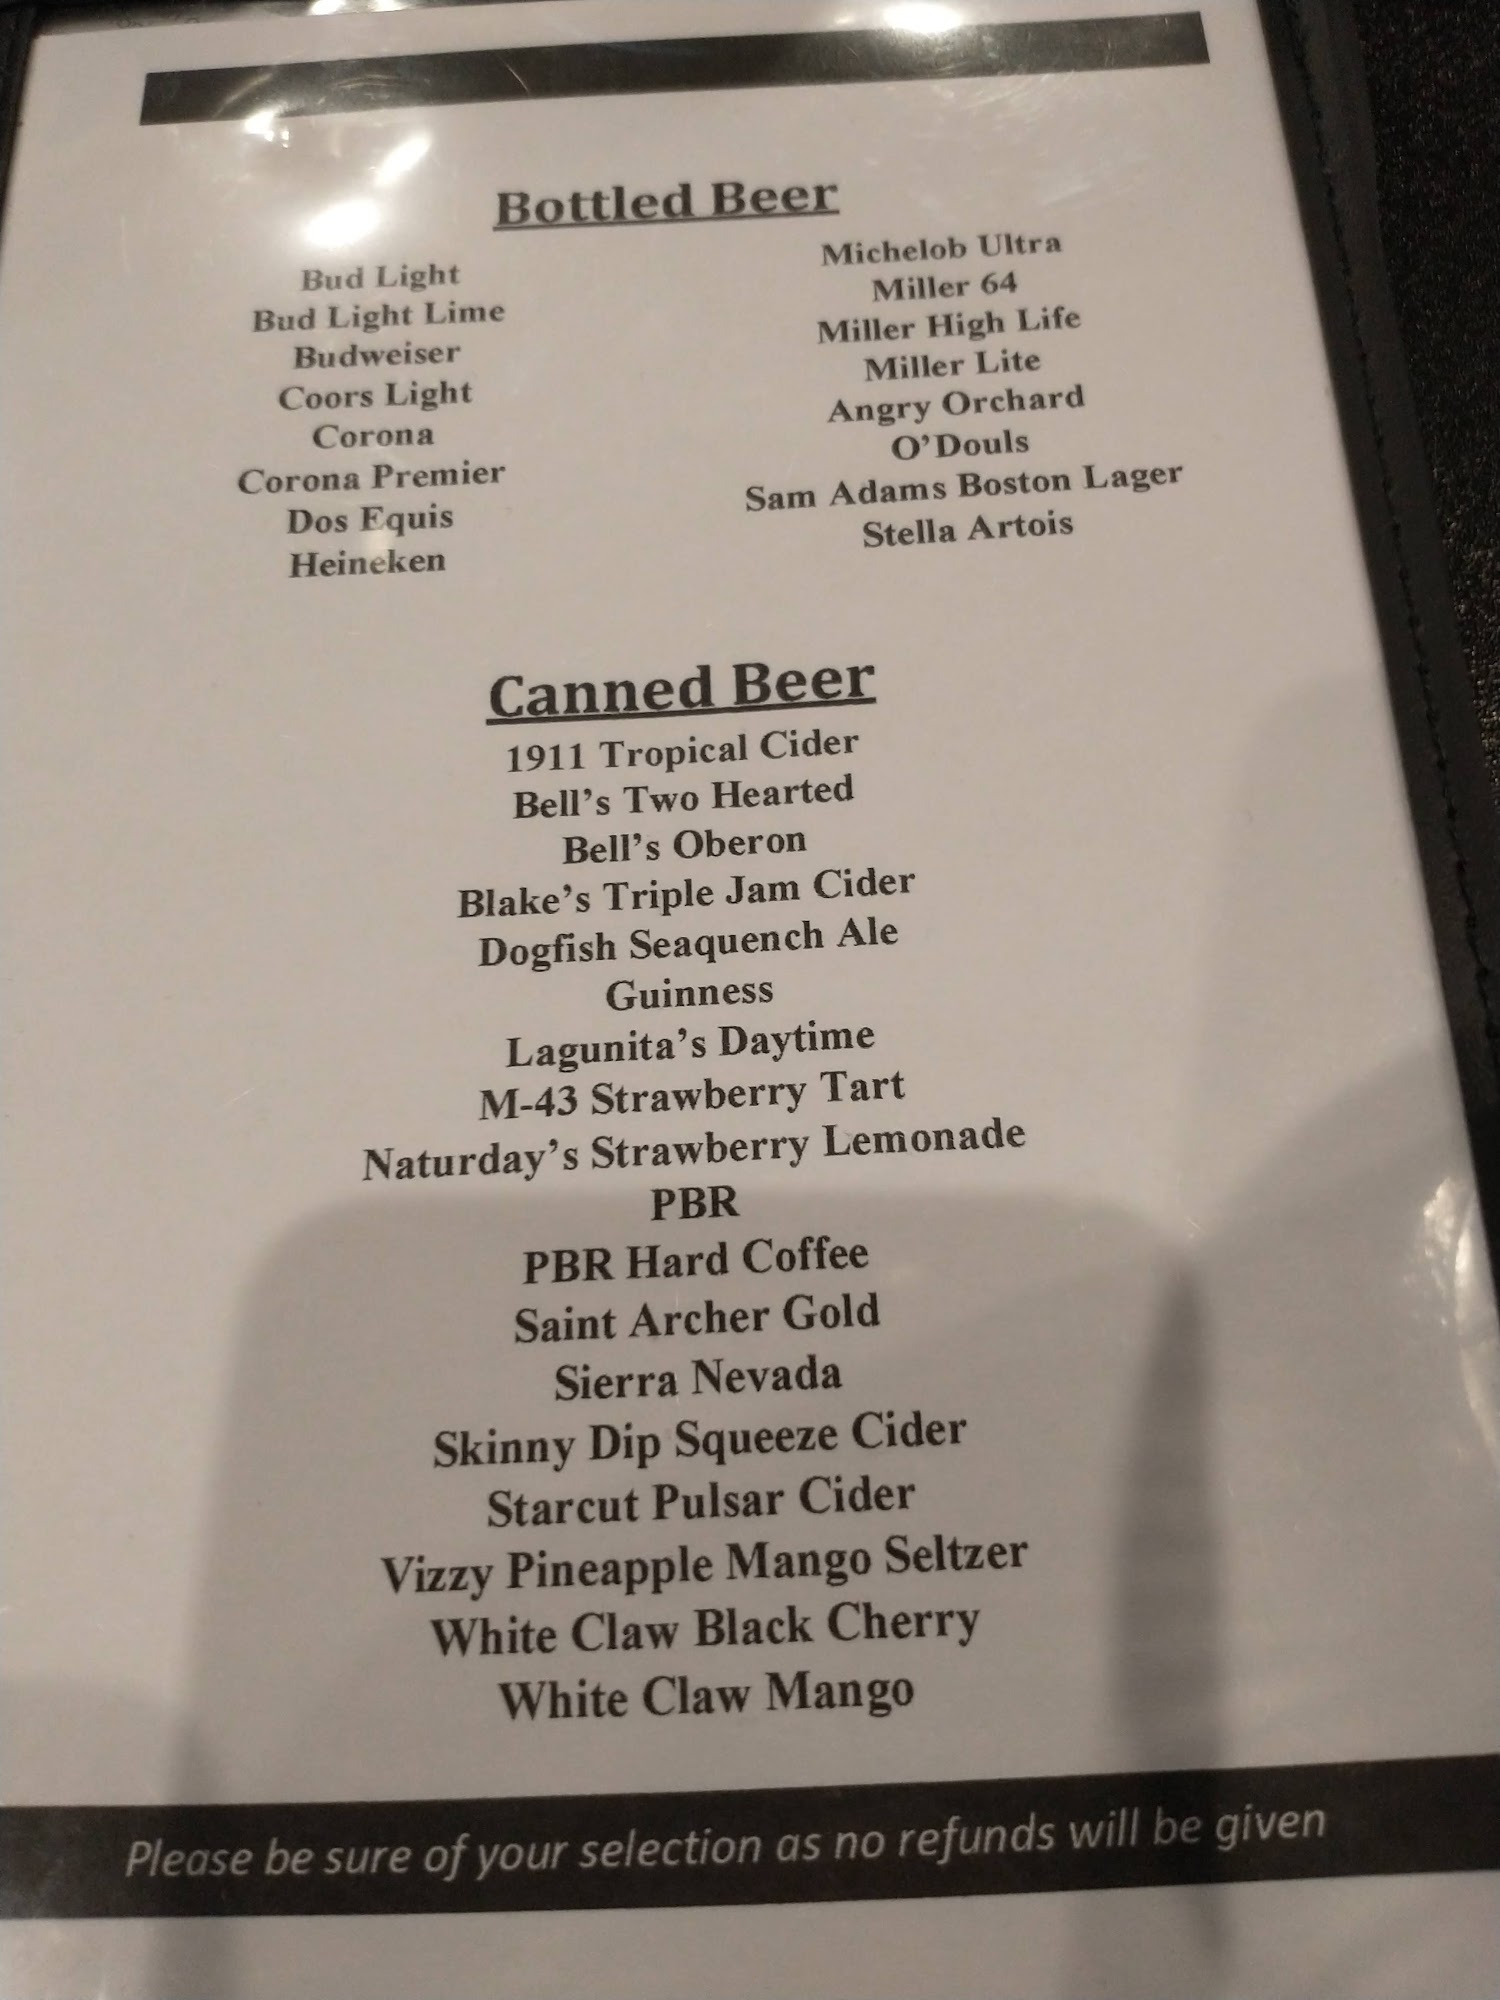 Bottled Beer
Bud Light
Bud Light Lime
Budweiser
Coors Light
Corona
Corona Premier
Dos Equis
Heineken
Michelob Ultra
Miller 64
Miller High Life
Miller Lite
Angry Orchard
O'Douls
Sam Adams Boston Lager
Stella Artois
Canned Beer
1911 Tropical Cider
Bell's Two Hearted
Bell's Oberon
Blake's Triple Jam Cider
Dogfish Seaquench Ale
Guinness
Lagunita's Daytime
M-43 Strawberry Tart
Naturday's Strawberry Lemonade
PBR
PBR Hard Coffee
Saint Archer Gold
Sierra Nevada
Skinny Dip Squeeze Cider
Starcut Pulsar Cider
Vizzy Pineapple Mango Seltzer
White Claw Black Cherry
White Claw Mango
Please be sure of your selection as no refunds will be given